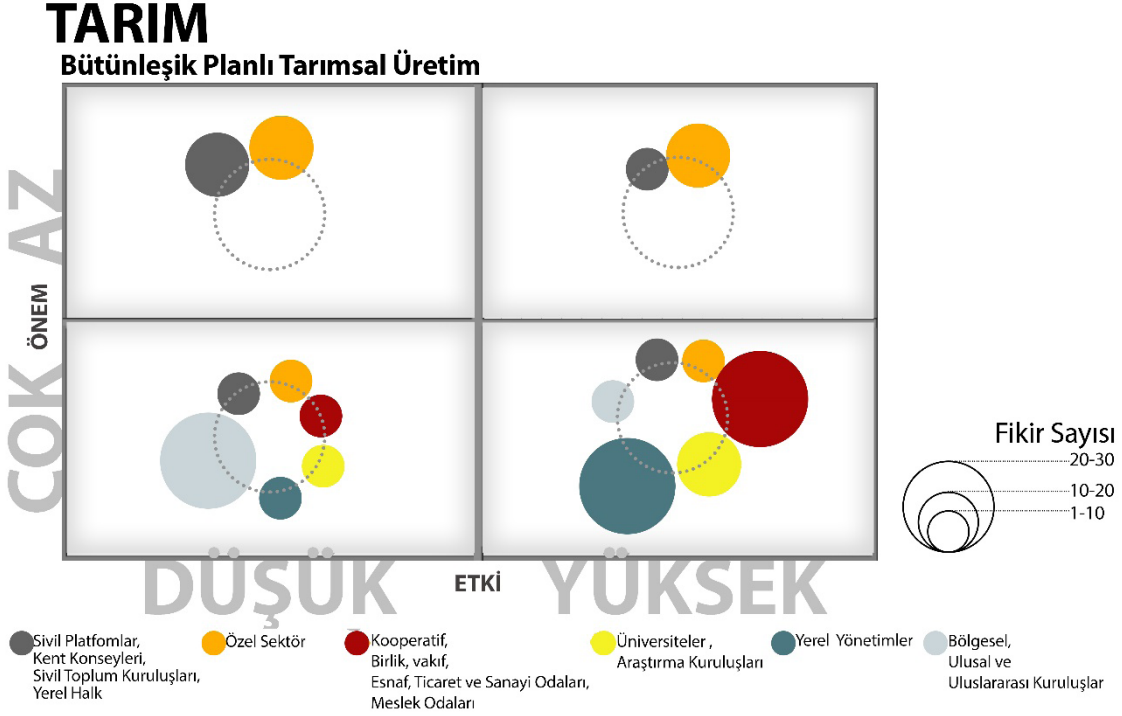 TARIM
Bütünleşik Planlı Tarımsal Üretim
AZ
ÖNEM
ÇOK
DÜŞÜK
ETKİ
YÜKSEK
Fikir Sayısı
20-30
10-20
1-10
Sivil Platfomlar,
Kent Konseyleri,
Sivil Toplum Kuruluşları,
Yerel Halk
Özel Sektör
Kooperatif,
Birlik, vakıf,
Esnaf, Ticaret ve Sanayi Odaları,
Meslek Odaları
Üniversiteler ,
Araştırma Kuruluşları
Yerel Yönetimler
Bölgesel,
Ulusal ve
Uluslararası Kuruluşlar